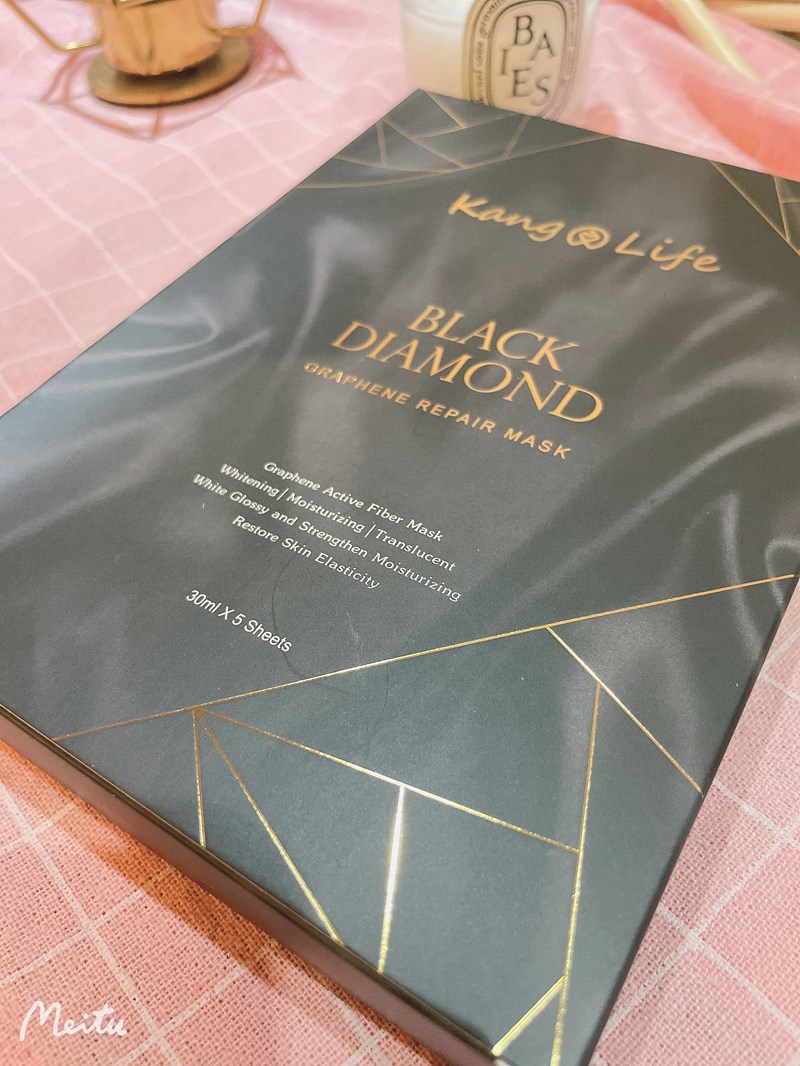 BA
IES
Kang Life
BLACK
DIAMOND
GRAPHENE REPAIR MASK
Graphene Active Fiber Mask
Whitening | Moisturizing | Translucent
White Glossy and Strengthen Moisturizing
Restore Skin Elasticity
30ml X 5 Sheets
Meitu